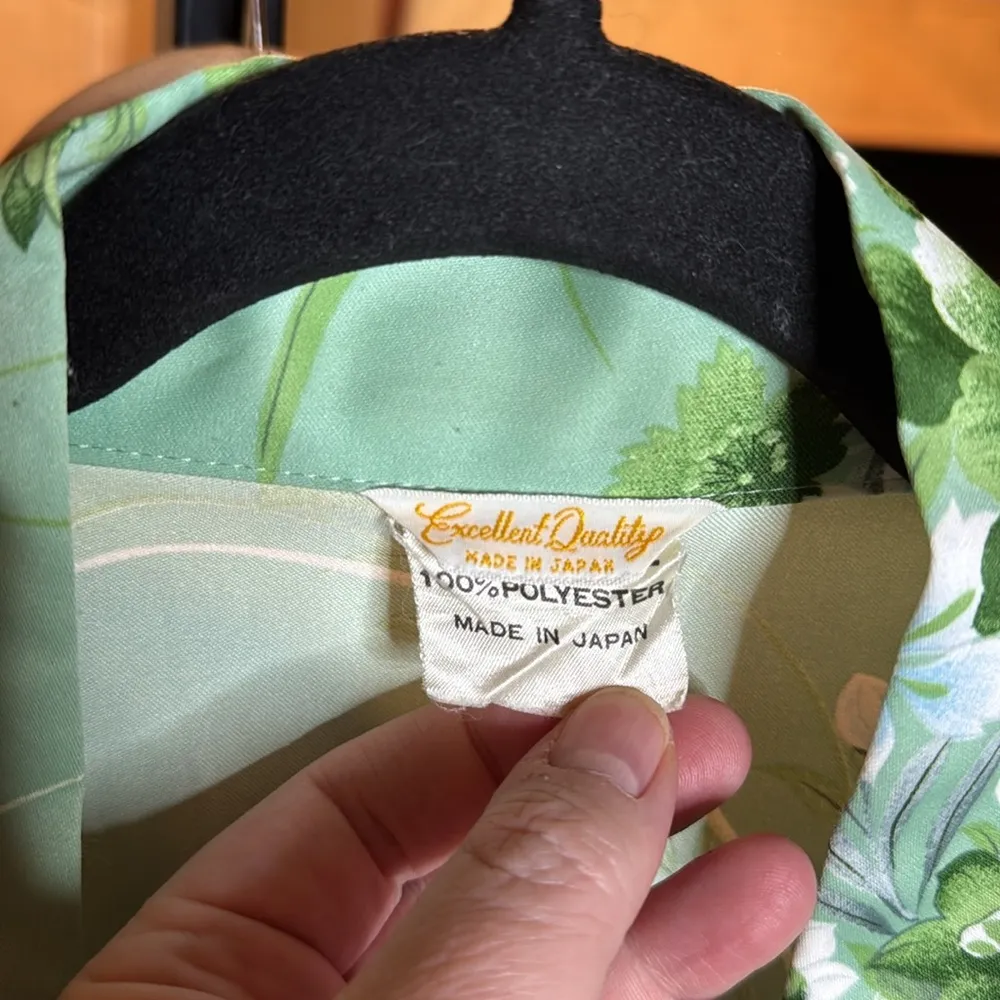 Excellent Quality
MADE IN JAPAN
100% POLYESTER
MADE IN JAPAN